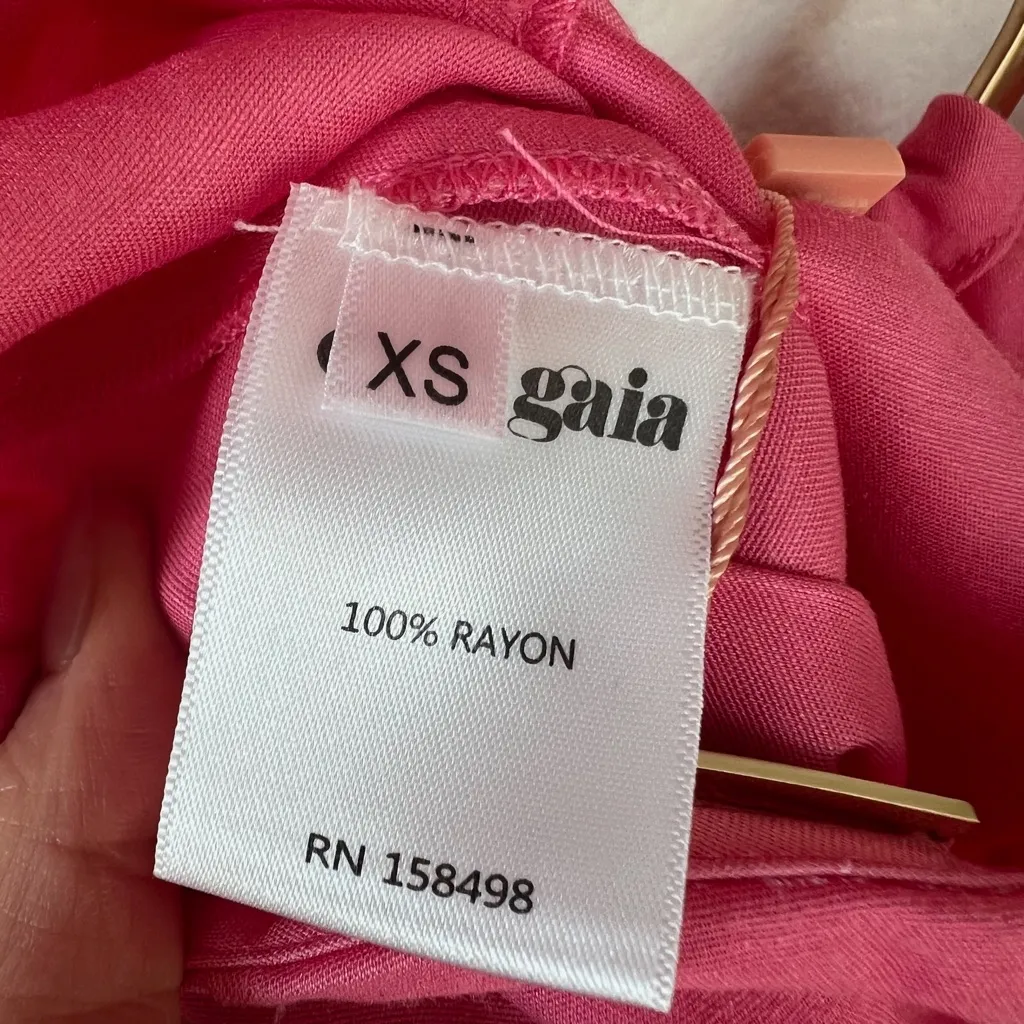 XS
gaia
100% RAYON
RN 158498